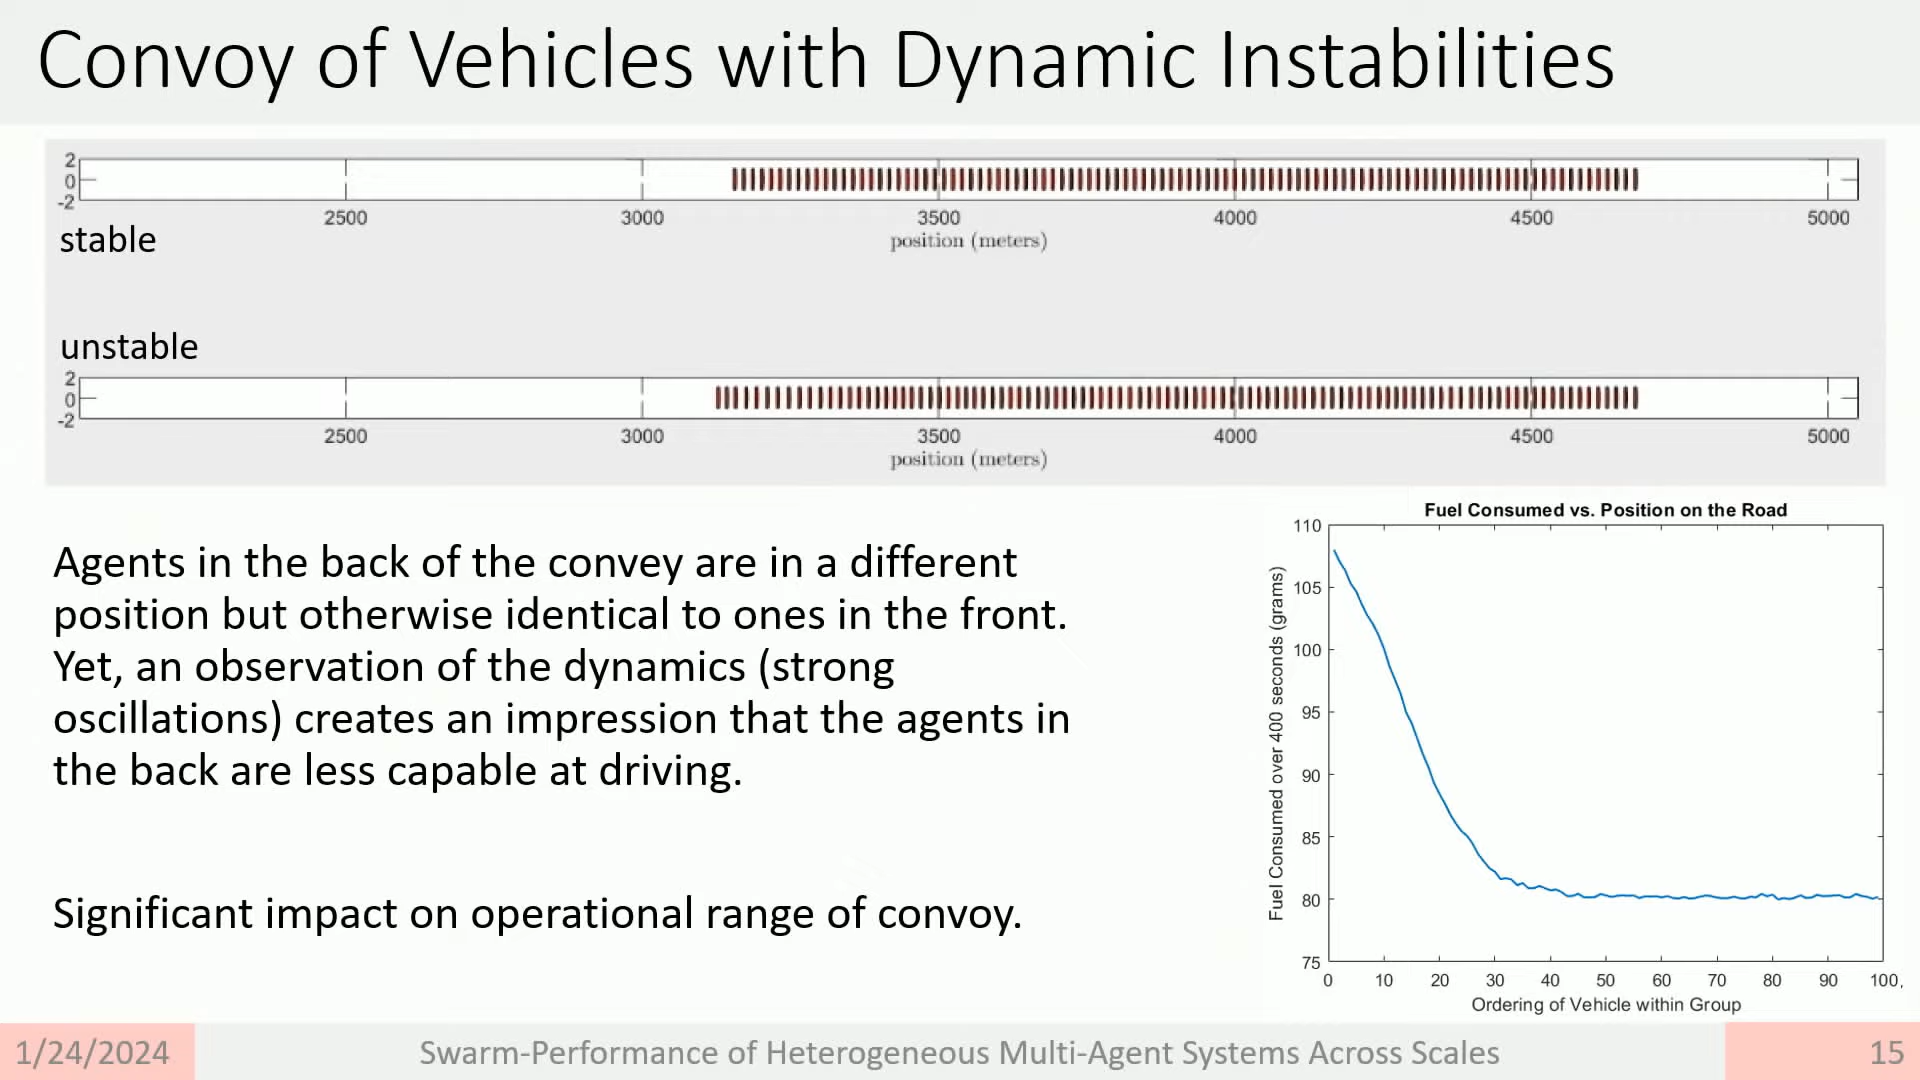 Convoy of Vehicles with Dynamic Instabilities
2
0
-2
2500 3000 3500 4000 4500 5000
position (meters)
stable
unstable
2
0
-2
2500 3000 3500 4000 4500 5000
position (meters)
Agents in the back of the convey are in a different
position but otherwise identical to ones in the front.
Yet, an observation of the dynamics (strong
oscillations) creates an impression that the agents in
the back are less capable at driving.
Significant impact on operational range of convoy.
Fuel Consumed vs. Position on the Road
Fuel Consumed over 400 seconds (grams)
110
105
100
95
90
85
80
75
0 10 20 30 40 50 60 70 80 90 100,
Ordering of Vehicle within Group
1/24/2024
Swarm-Performance of Heterogeneous Multi-Agent Systems Across Scales
15